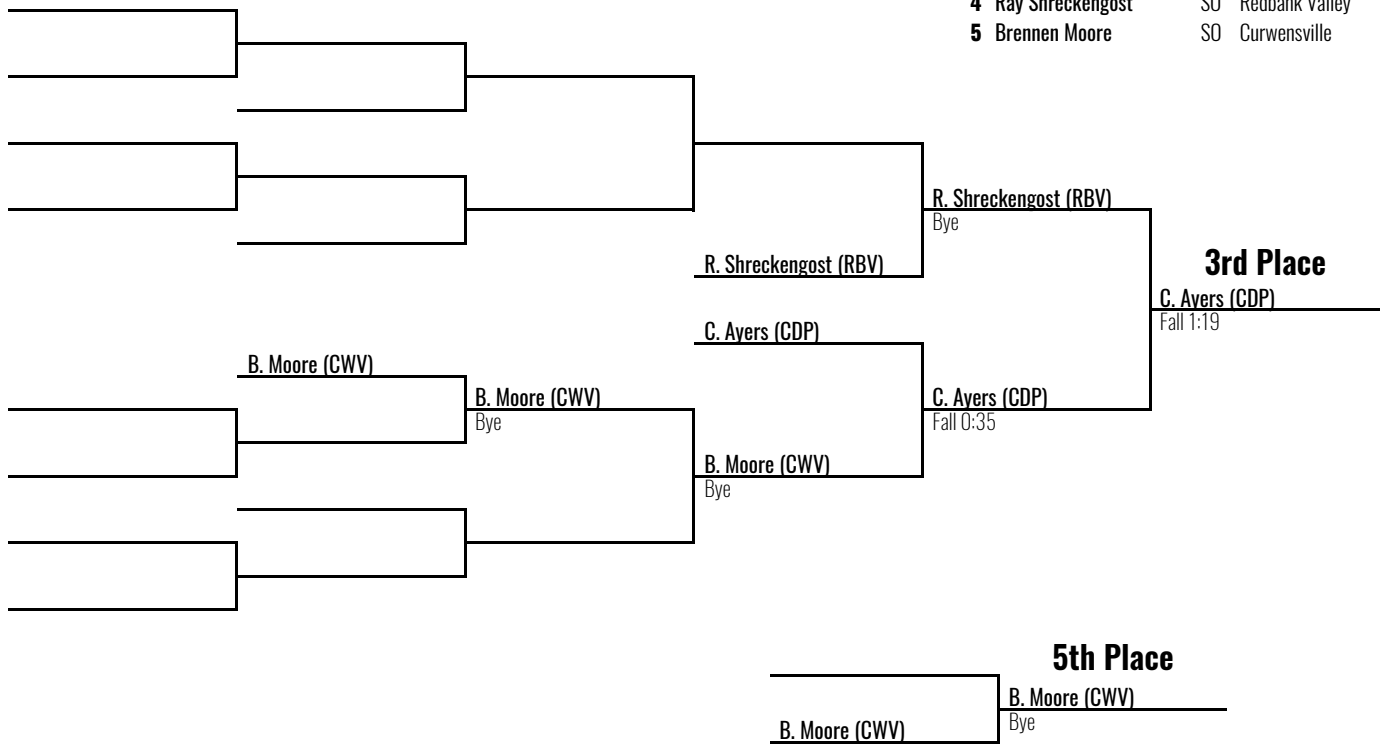 4 Ray Shreckengost SO Redbank Valley
5 Brennen Moore SO Curwensville
R. Shreckengost (RBV)
Bye
R. Shreckengost (RBV)
3rd Place
C. Ayers (CDP)
Fall 1:19
C. Ayers (CDP)
B. Moore (CWV)
B. Moore (CWV)
Bye
C. Ayers (CDP)
Fall 0:35
B. Moore (CWV)
Bye
5th Place
B. Moore (CWV)
Bye
B. Moore (CWV)